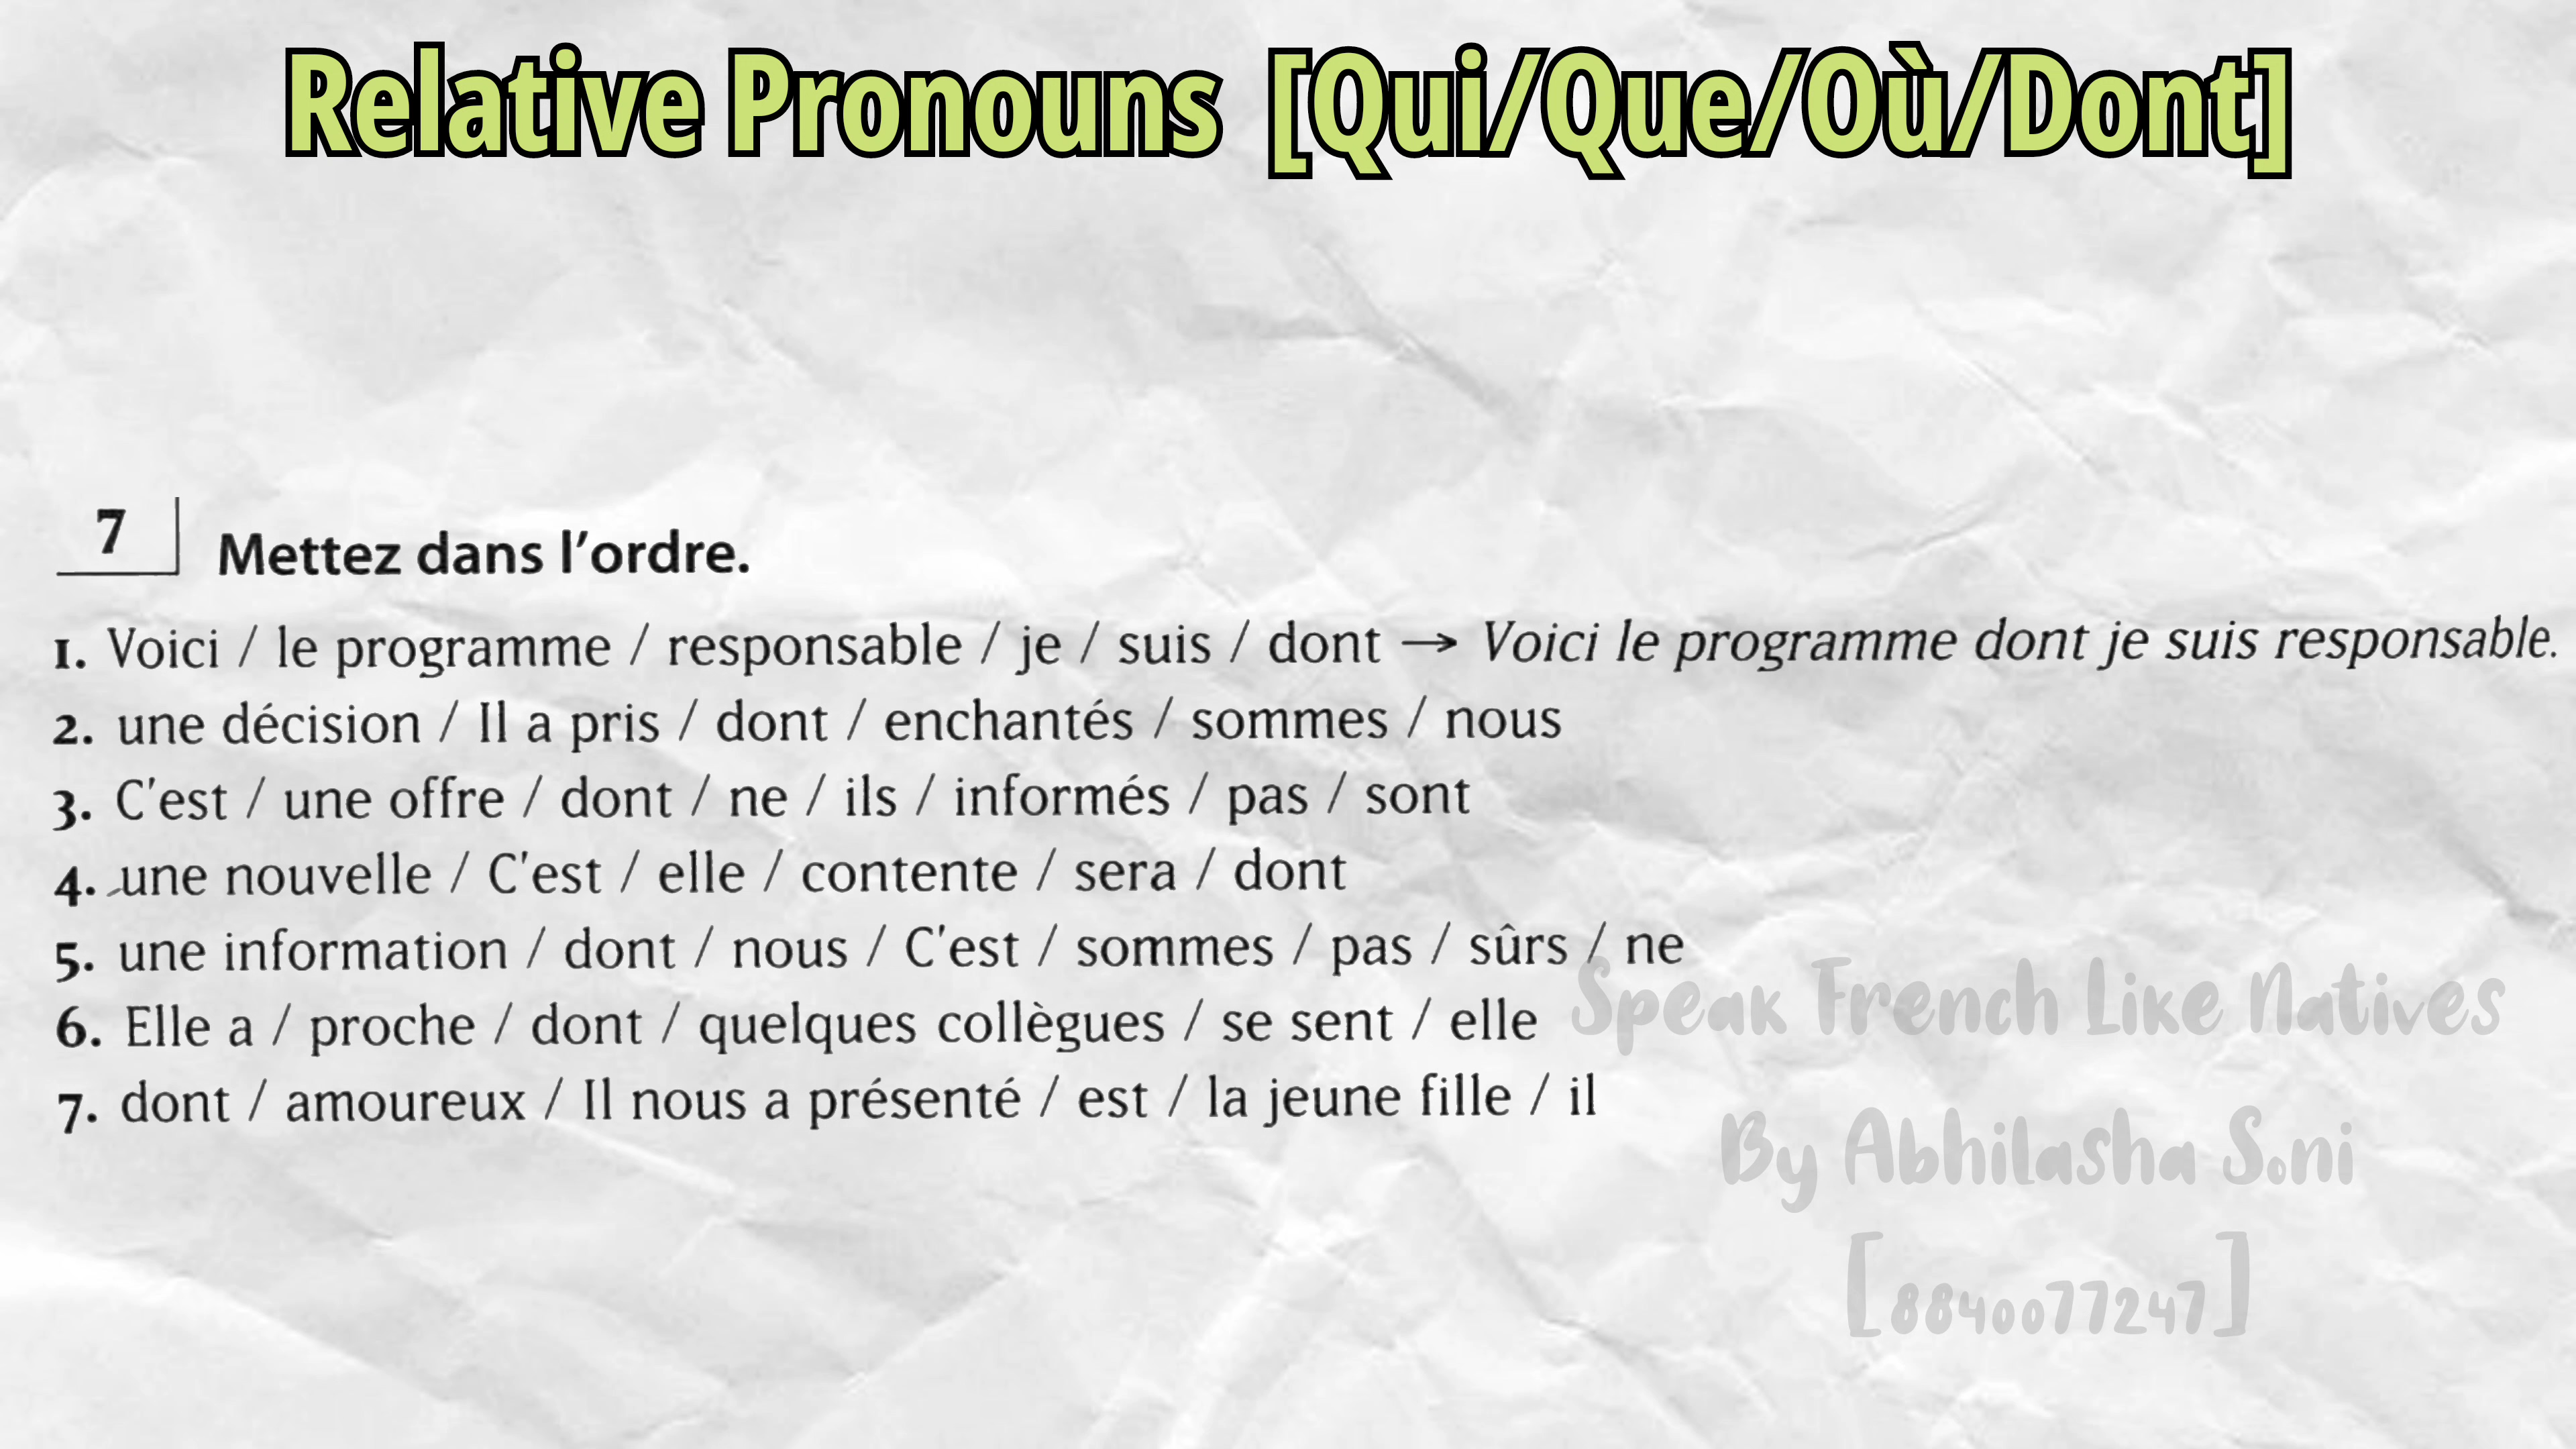 Relative Pronouns [Qui/Que/Où/Dont]
7 Mettez dans l'ordre.
1. Voici / le programme / responsable / je / suis / dont → Voici le programme dont je suis responsable.
2. une décision / Il a pris / dont / enchantés / sommes / nous
3. C'est / une offre / dont / ne / ils / informés / pas / sont
4. une nouvelle / C'est / elle / contente / sera / dont
5. une information / dont / nous / C'est / sommes / pas / sûrs / ne
6. Elle a / proche / dont / quelques collègues / se sent / elle
7. dont / amoureux / Il nous a présenté / est / la jeune fille / il
Speak French Like Natives
By Abhilasha Soni
[8840077247]